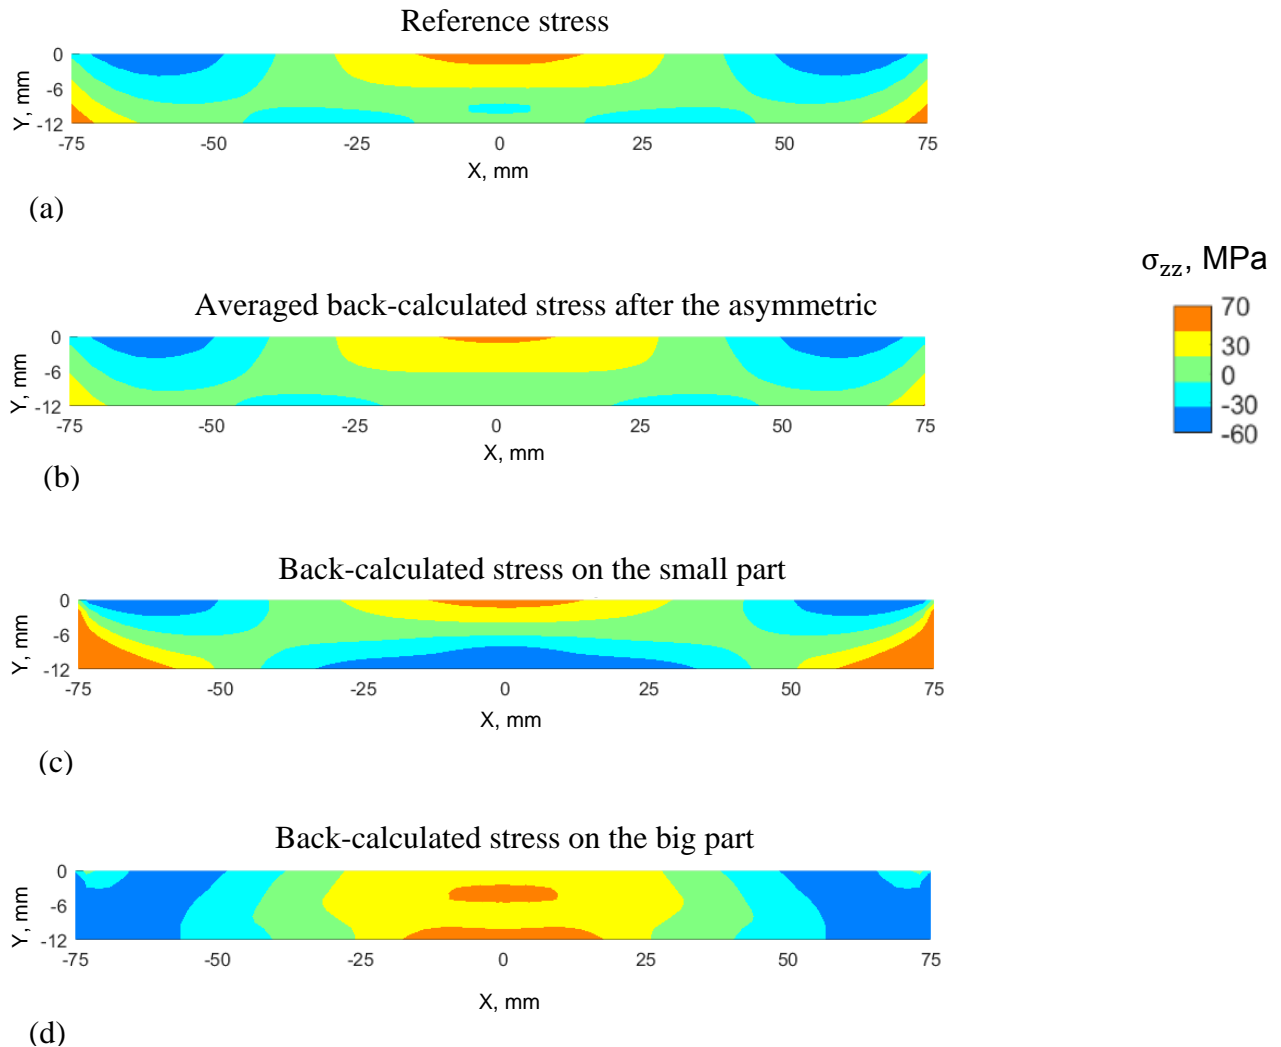 Reference stress
0
-6
-12
Y, mm
-75 -50 -25 0 25 50 75
X, mm
(a)
σzz, MPa
70
30
0
-30
-60
Averaged back-calculated stress after the asymmetric
0
-6
-12
Y, mm
-75 -50 -25 0 25 50 75
X, mm
(b)
Back-calculated stress on the small part
0
-6
-12
Y, mm
-75 -50 -25 0 25 50 75
X, mm
(c)
Back-calculated stress on the big part
0
-6
-12
Y, mm
-75 -50 -25 0 25 50 75
X, mm
(d)